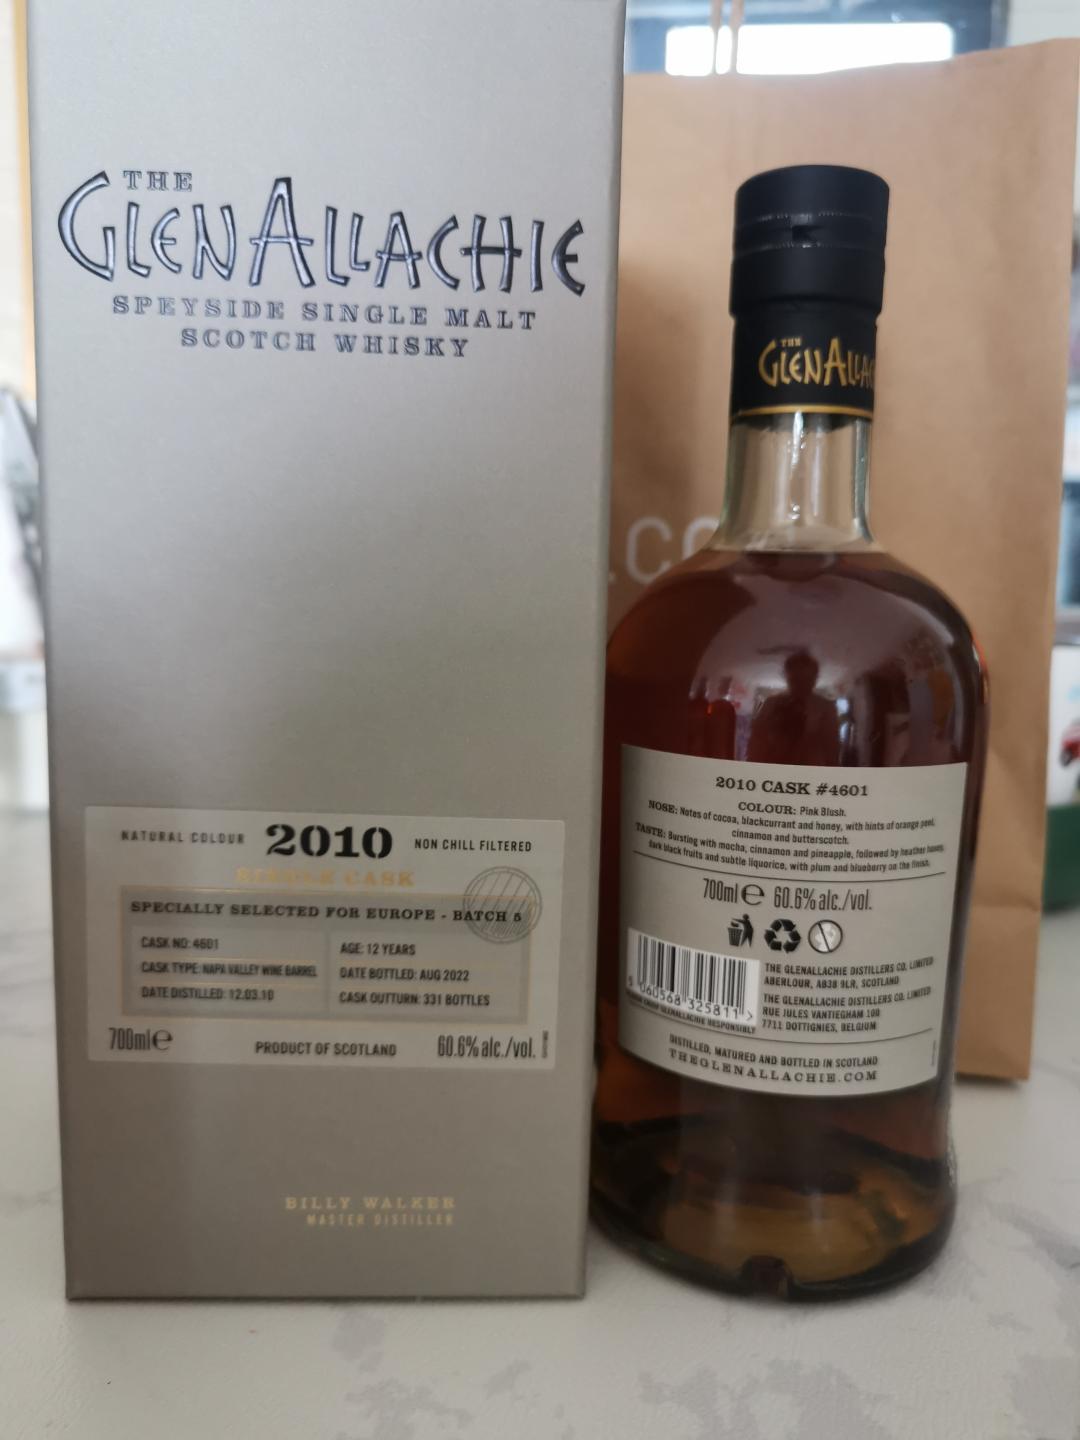 THE
GLENALLACHIE
SPEYSIDE SINGLE MALT
SCOTCH WHISKY
NATURAL COLOUR 2010 NON CHILL FILTERED
SINGLE CASK
SPECIALLY SELECTED FOR EUROPE - BATCH 5
CASK NO: 4601
CASK TYPE: NAPA VALLEY WINE BARREL
DATE DISTILLED: 12.03.10
AGE: 12 YEARS
DATE BOTTLED: AUG 2022
CASK OUTTURN: 331 BOTTLES
700ml e PRODUCT OF SCOTLAND 60.6% alc./vol.
BILLY WALKER
MASTER DISTILLER
THE
GLENALLA
.CO
2010 CASK #4601
COLOUR: Pink Blush.
NOSE: Notes of cocoa, blackcurrant and honey, with hints of orange peel,
cinnamon and butterscotch.
TASTE: Bursting with mocha, cinnamon and pineapple, followed by heather honey,
dark black fruits and subtle liquorice, with plum and blueberry on the finish.
700ml e 60.6% alc./vol.
5 060568 325811 >
ENJOY GLENALLACHIE RESPONSIBLY
THE GLENALLACHIE DISTILLERS CO. LIMITED
ABERLOUR, AB38 9LR, SCOTLAND
THE GLENALLACHIE DISTILLERS CO. LIMITED
RUE JULES VANTIEGHAM 100
7711 DOTTIGNIES, BELGIUM
DISTILLED, MATURED AND BOTTLED IN SCOTLAND
THEGLENALLACHIE.COM